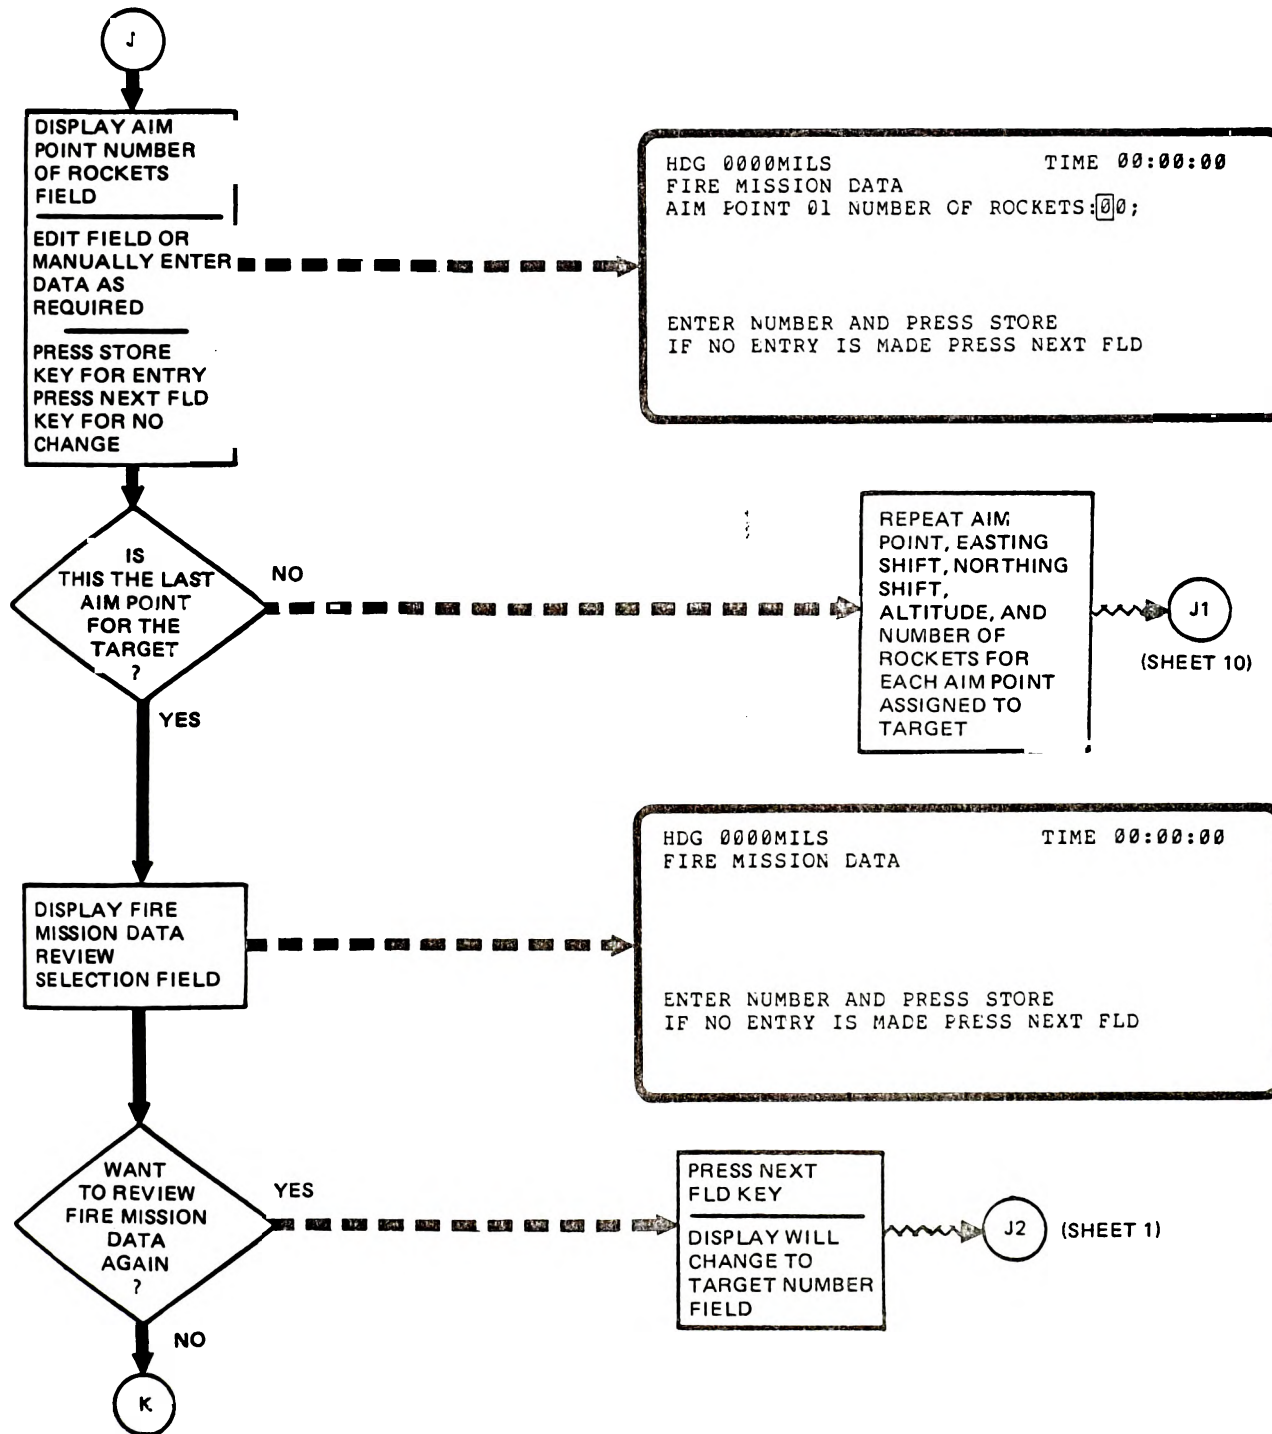 J
DISPLAY AIM
POINT NUMBER
OF ROCKETS
FIELD
EDIT FIELD OR
MANUALLY ENTER
DATA AS
REQUIRED
PRESS STORE
KEY FOR ENTRY
PRESS NEXT FLD
KEY FOR NO
CHANGE
HDG 0000MILS TIME 00:00:00
FIRE MISSION DATA
AIM POINT 01 NUMBER OF ROCKETS:00;
ENTER NUMBER AND PRESS STORE
IF NO ENTRY IS MADE PRESS NEXT FLD
IS
THIS THE LAST
AIM POINT
FOR THE
TARGET
?
NO
REPEAT AIM
POINT, EASTING
SHIFT, NORTHING
SHIFT,
ALTITUDE, AND
NUMBER OF
ROCKETS FOR
EACH AIM POINT
ASSIGNED TO
TARGET
J1
(SHEET 10)
YES
DISPLAY FIRE
MISSION DATA
REVIEW
SELECTION FIELD
HDG 0000MILS TIME 00:00:00
FIRE MISSION DATA
ENTER NUMBER AND PRESS STORE
IF NO ENTRY IS MADE PRESS NEXT FLD
WANT
TO REVIEW
FIRE MISSION
DATA
AGAIN
?
YES
PRESS NEXT
FLD KEY
DISPLAY WILL
CHANGE TO
TARGET NUMBER
FIELD
J2
(SHEET 1)
NO
K